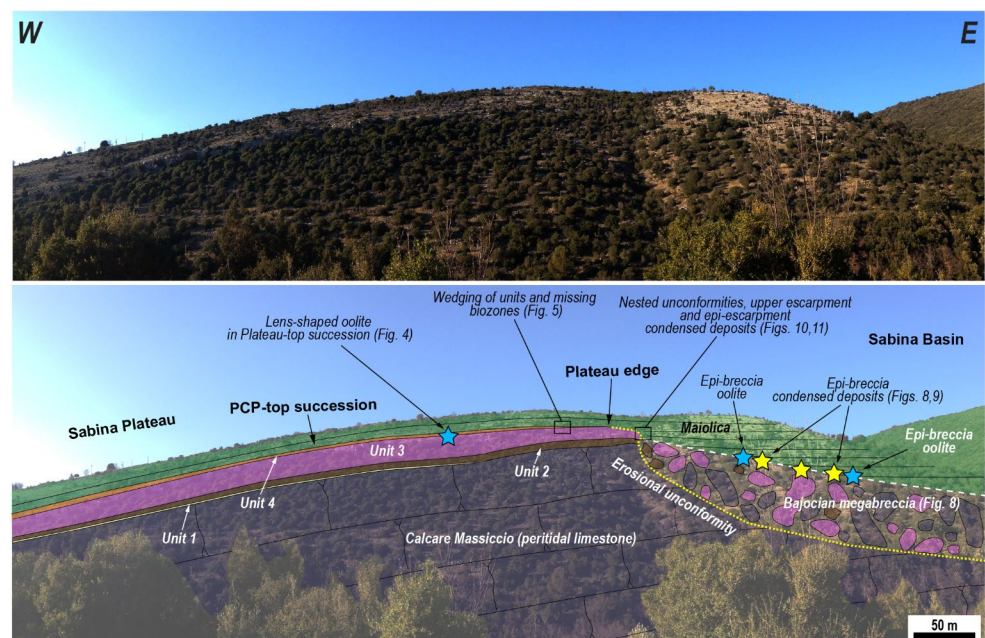 W
E
Wedging of units and missing
biozones (Fig. 5)
Nested unconformities, upper escarpment
and epi-escarpment
condensed deposits (Figs. 10,11)
Lens-shaped oolite
in Plateau-top succession (Fig. 4)
Sabina Basin
Plateau edge
Epi-breccia
oolite
Epi-breccia
condensed deposits (Figs. 8,9)
Sabina Plateau
PCP-top succession
Maiolica
Epi-breccia
oolite
Unit 3
Unit 2
Unit 4
Unit 1
Erosional unconformity
Bajocian megabreccia (Fig. 8)
Calcare Massiccio (peritidal limestone)
50 m